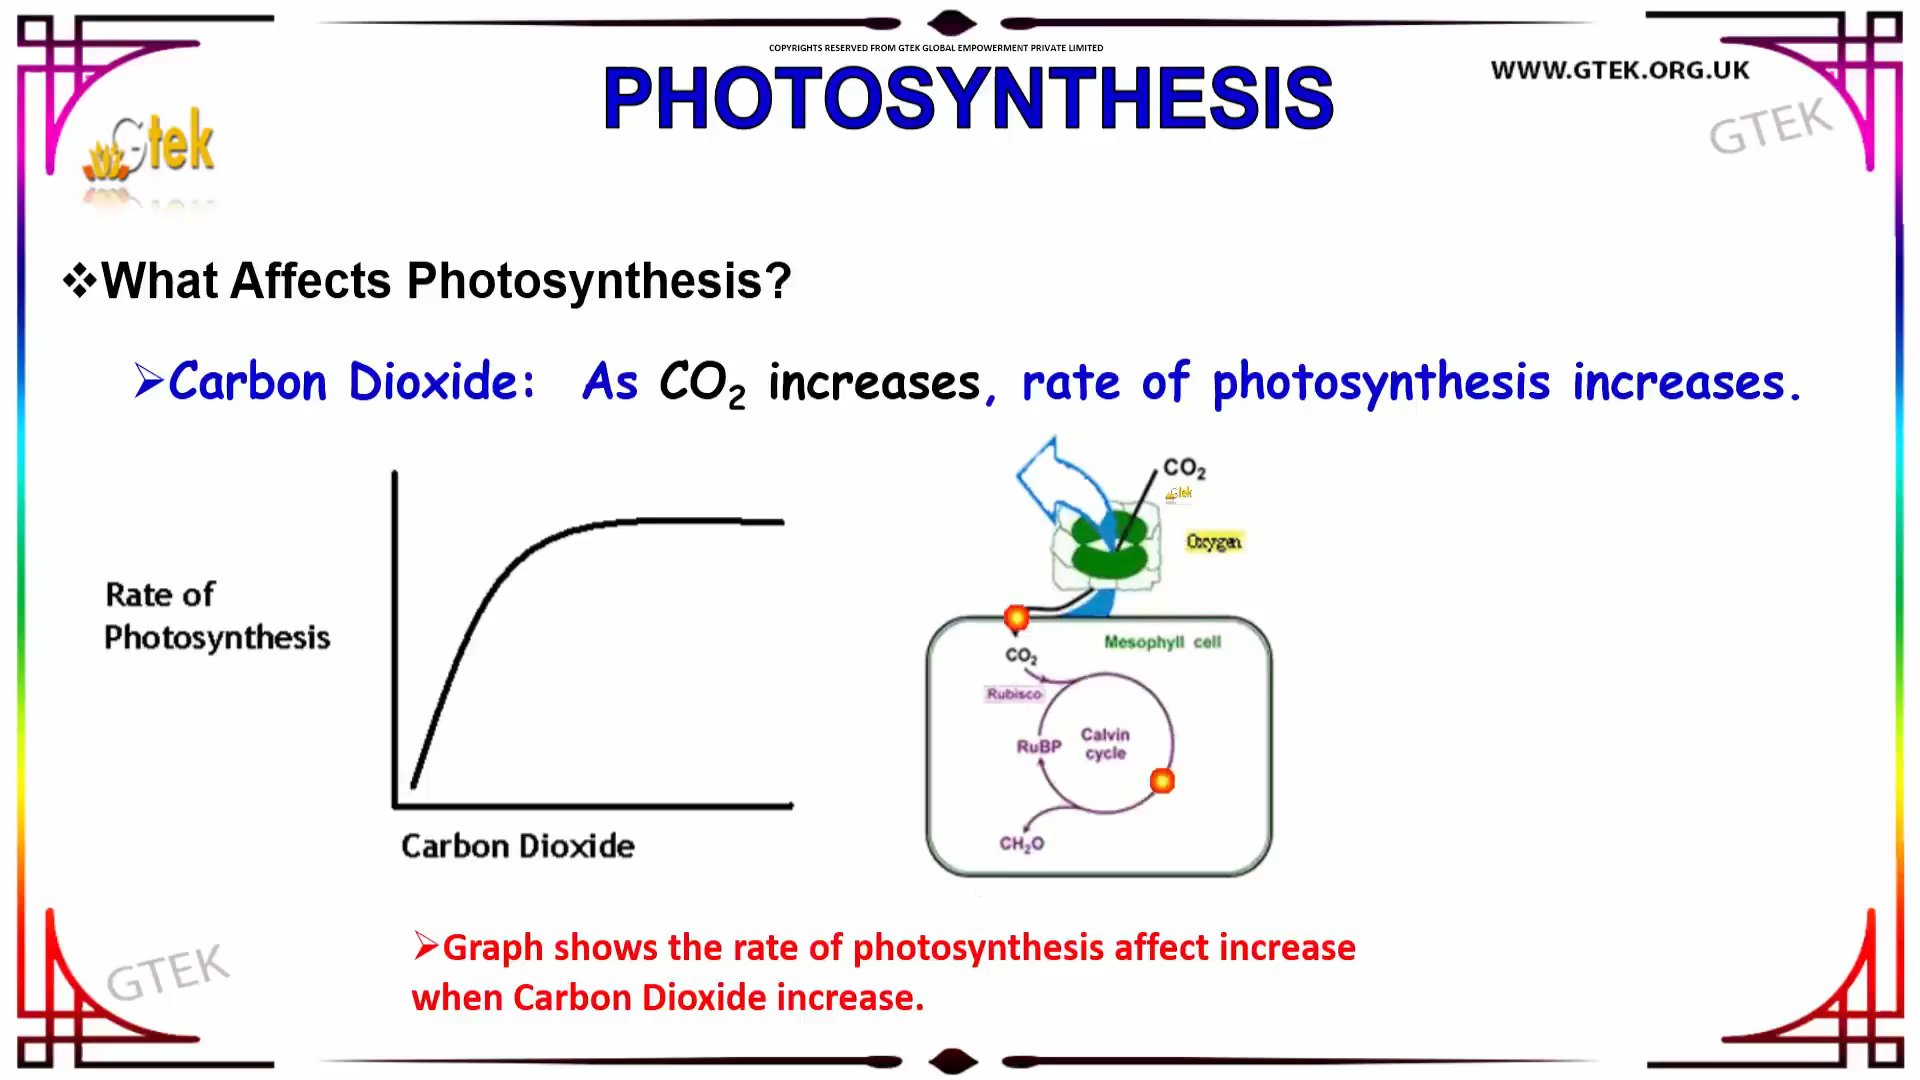 COPYRIGHTS RESERVED FROM GTEK GLOBAL EMPOWERMENT PRIVATE LIMITED
PHOTOSYNTHESIS
WWW.GTEK.ORG.UK
GTEK
Gtek
❖What Affects Photosynthesis?
➢Carbon Dioxide: As CO₂ increases, rate of photosynthesis increases.
CO₂
Gtek
Oxygen
Rate of
Photosynthesis
Mesophyll cell
CO₂
Rubisco
RuBP
Calvin
cycle
CH₂O
Carbon Dioxide
➢Graph shows the rate of photosynthesis affect increase
when Carbon Dioxide increase.
GTEK